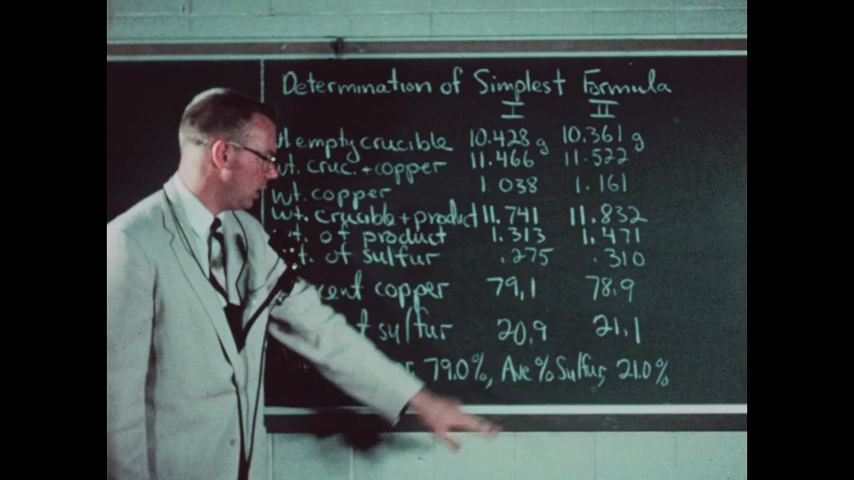 Determination of Simplest Formula
I II
empty crucible 10.428 g 10.361 g
wt. cruc. + copper 11.466 11.522
wt. copper 1.038 1.161
wt. crucible + product 11.741 11.832
of product 1.313 1.471
of sulfur .275 .310
copper 79.1 78.9
sulfur 20.9 21.1
79.0%, Ave % Sulfur, 21.0%